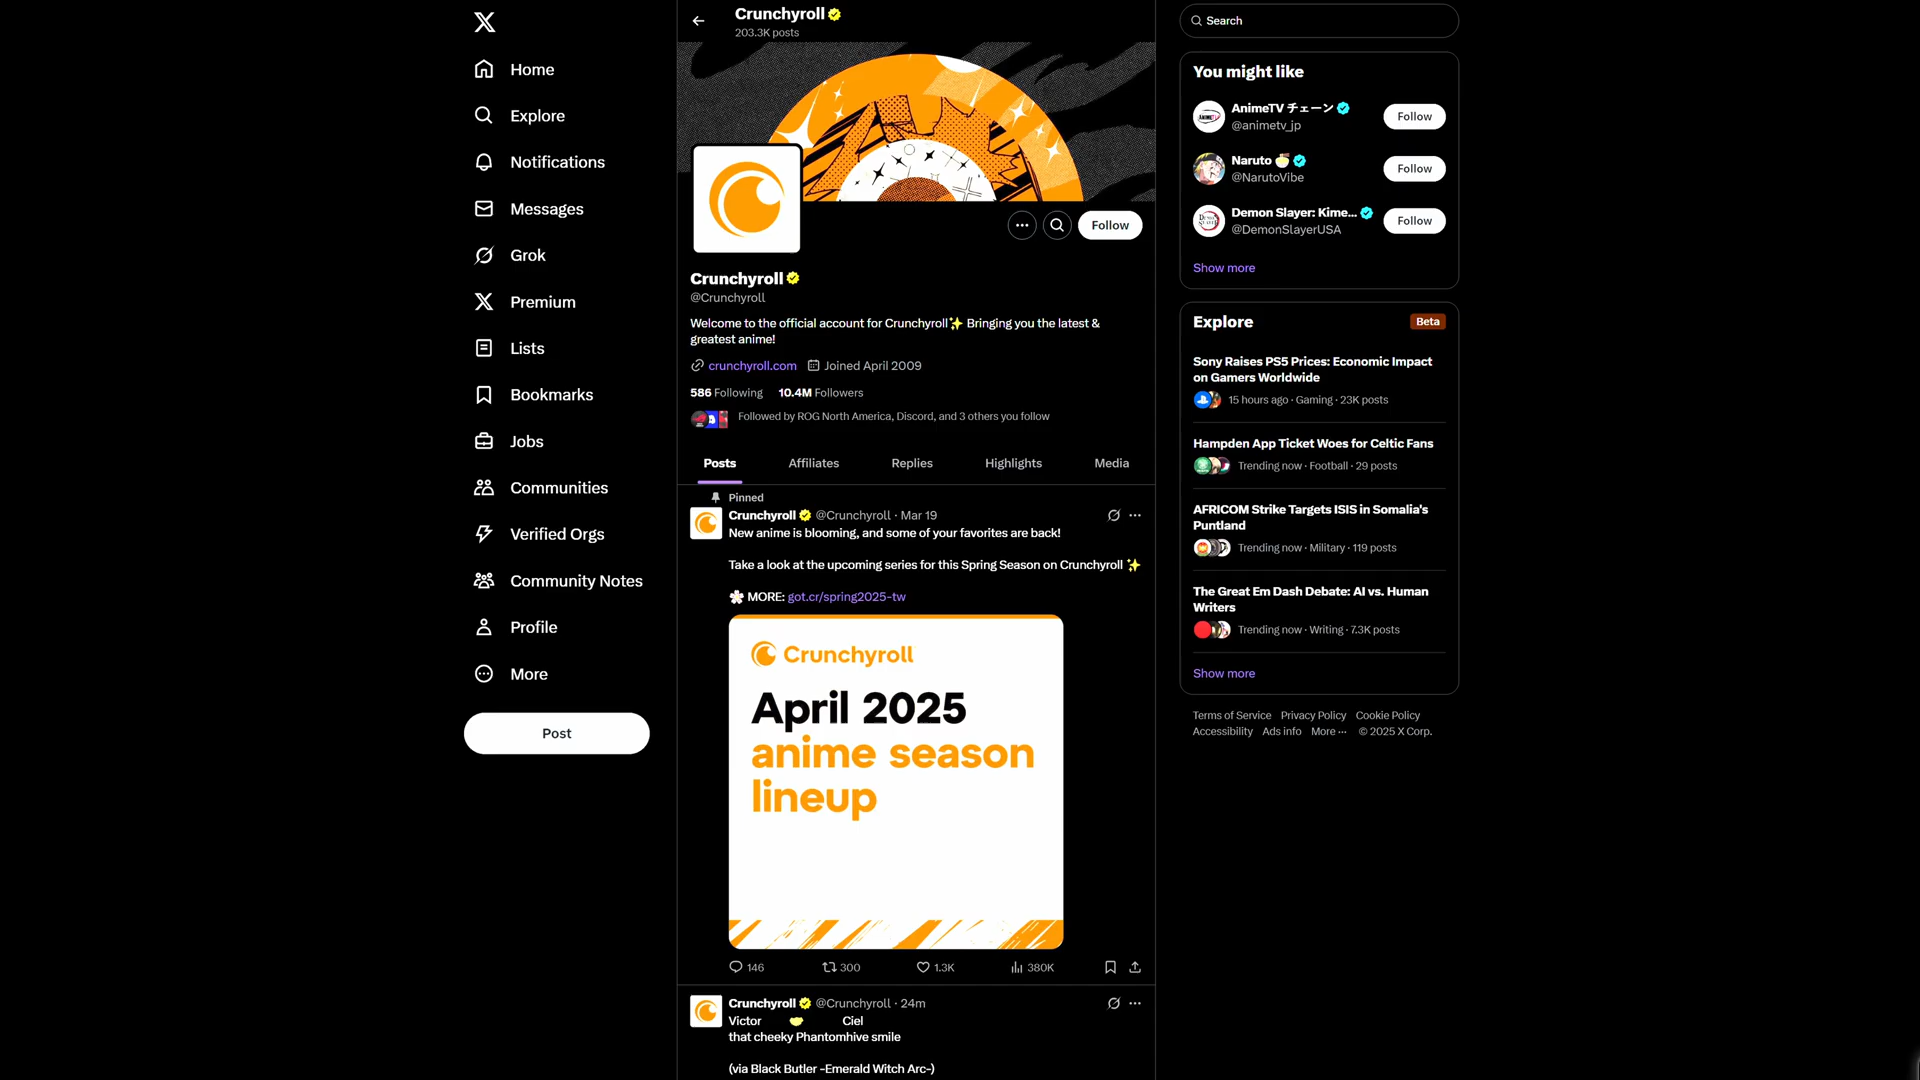 Home
Explore
Notifications
Messages
Grok
Premium
Lists
Bookmarks
Jobs
Communities
Verified Orgs
Community Notes
Profile
More
Post
Crunchyroll
203.3K posts
Follow
Crunchyroll
@Crunchyroll
Welcome to the official account for Crunchyroll✨ Bringing you the latest &
greatest anime!
crunchyroll.com Joined April 2009
586 Following 10.4M Followers
Followed by ROG North America, Discord, and 3 others you follow
Posts Affiliates Replies Highlights Media
Pinned
Crunchyroll @Crunchyroll · Mar 19
New anime is blooming, and some of your favorites are back!
Take a look at the upcoming series for this Spring Season on Crunchyroll ✨
🌸 MORE: got.cr/spring2025-tw
Crunchyroll
April 2025
anime season
lineup
146 300 1.3K 380K
Crunchyroll @Crunchyroll · 24m
Victor 🤝 Ciel
that cheeky Phantomhive smile
(via Black Butler -Emerald Witch Arc-)
Search
You might like
AnimeTV チェーン
@animetv_jp
Follow
Naruto 🍜
@NarutoVibe
Follow
Demon Slayer: Kime...
@DemonSlayerUSA
Follow
Show more
Explore Beta
Sony Raises PS5 Prices: Economic Impact
on Gamers Worldwide
15 hours ago · Gaming · 23K posts
Hampden App Ticket Woes for Celtic Fans
Trending now · Football · 29 posts
AFRICOM Strike Targets ISIS in Somalia's
Puntland
Trending now · Military · 119 posts
The Great Em Dash Debate: AI vs. Human
Writers
Trending now · Writing · 7.3K posts
Show more
Terms of Service Privacy Policy Cookie Policy
Accessibility Ads info More ··· © 2025 X Corp.